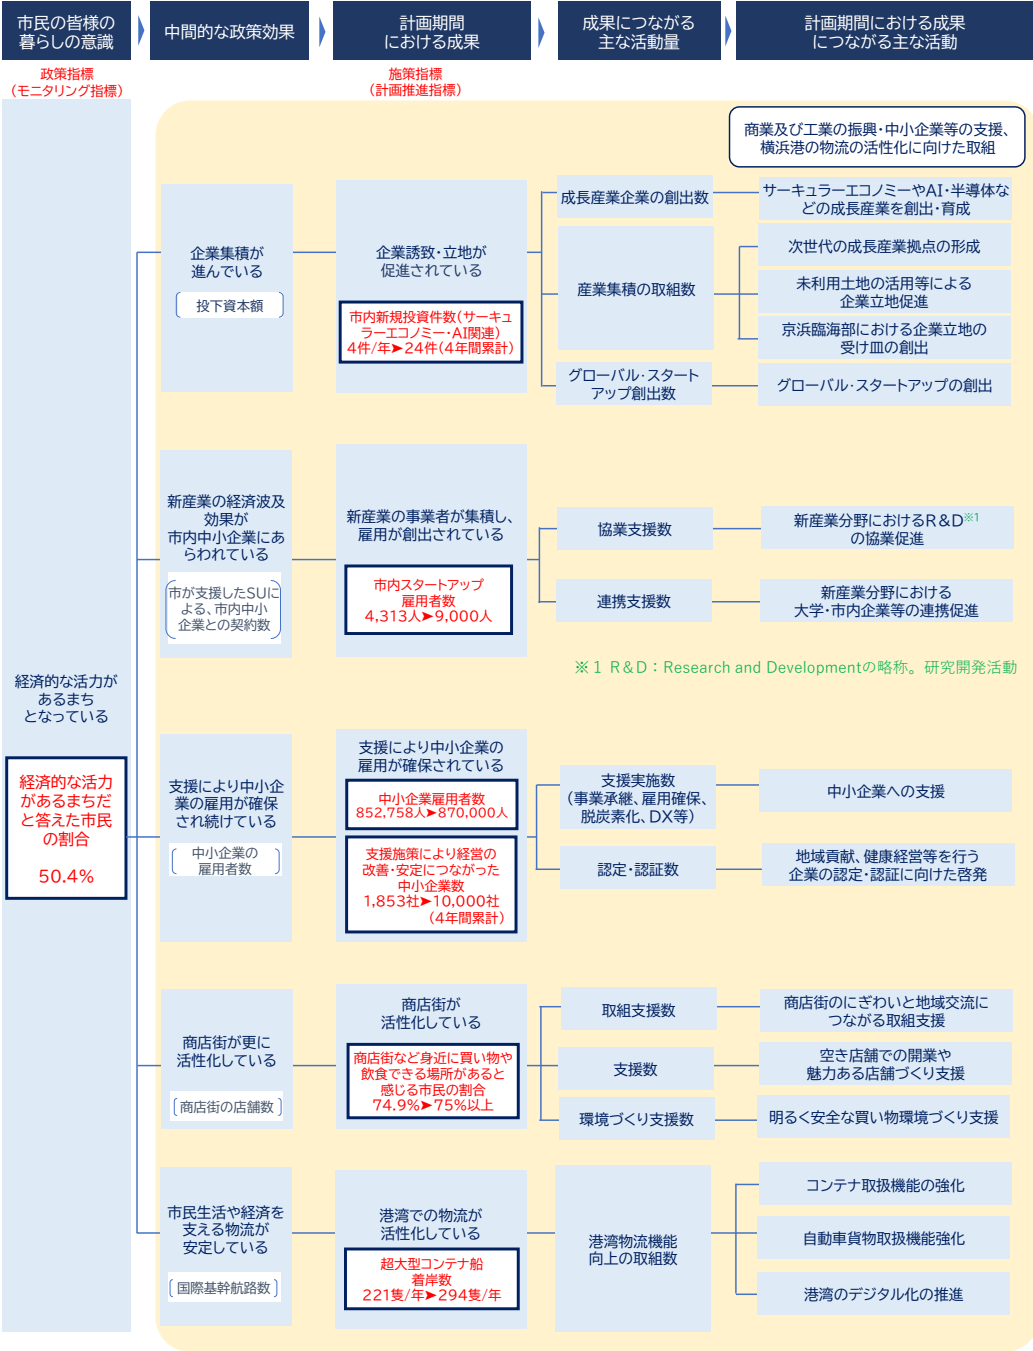 市民の皆様の
暮らしの意識
中間的な政策効果
計画期間
における成果
成果につながる
主な活動量
計画期間における成果
につながる主な活動
政策指標
（モニタリング指標）
施策指標
（計画推進指標）
商業及び工業の振興・中小企業等の支援、
横浜港の物流の活性化に向けた取組
経済的な活力が
あるまち
となっている
経済的な活力
があるまちだ
と答えた市民
の割合
50.4%
企業集積が
進んでいる
投下資本額
企業誘致・立地が
促進されている
市内新規投資件数（サーキュ
ラーエコノミー・AI関連）
4件/年➤24件（4年間累計）
成長産業企業の創出数
サーキュラーエコノミーやAI・半導体な
どの成長産業を創出・育成
産業集積の取組数
次世代の成長産業拠点の形成
未利用土地の活用等による
企業立地促進
京浜臨海部における企業立地の
受け皿の創出
グローバル・スタート
アップ創出数
グローバル・スタートアップの創出
新産業の経済波及
効果が
市内中小企業にあ
らわれている
市が支援したSUに
よる、市内中小
企業との契約数
新産業の事業者が集積し、
雇用が創出されている
市内スタートアップ
雇用者数
4,313人➤9,000人
協業支援数
新産業分野におけるR&D※1
の協業促進
連携支援数
新産業分野における
大学・市内企業等の連携促進
※１ R＆D：Research and Developmentの略称。研究開発活動
支援により中小企
業の雇用が確保
され続けている
中小企業の
雇用者数
支援により中小企業の
雇用が確保されている
中小企業雇用者数
852,758人➤870,000人
支援施策により経営の
改善・安定につながった
中小企業数
1,853社➤10,000社
（4年間累計）
支援実施数
（事業承継、雇用確保、
脱炭素化、DX等）
中小企業への支援
認定・認証数
地域貢献、健康経営等を行う
企業の認定・認証に向けた啓発
商店街が更に
活性化している
商店街の店舗数
商店街が
活性化している
商店街など身近に買い物や
飲食できる場所があると
感じる市民の割合
74.9%➤75%以上
取組支援数
商店街のにぎわいと地域交流に
つながる取組支援
支援数
空き店舗での開業や
魅力ある店舗づくり支援
環境づくり支援数
明るく安全な買い物環境づくり支援
市民生活や経済を
支える物流が
安定している
国際基幹航路数
港湾での物流が
活性化している
超大型コンテナ船
着岸数
221隻/年➤294隻/年
港湾物流機能
向上の取組数
コンテナ取扱機能の強化
自動車貨物取扱機能強化
港湾のデジタル化の推進